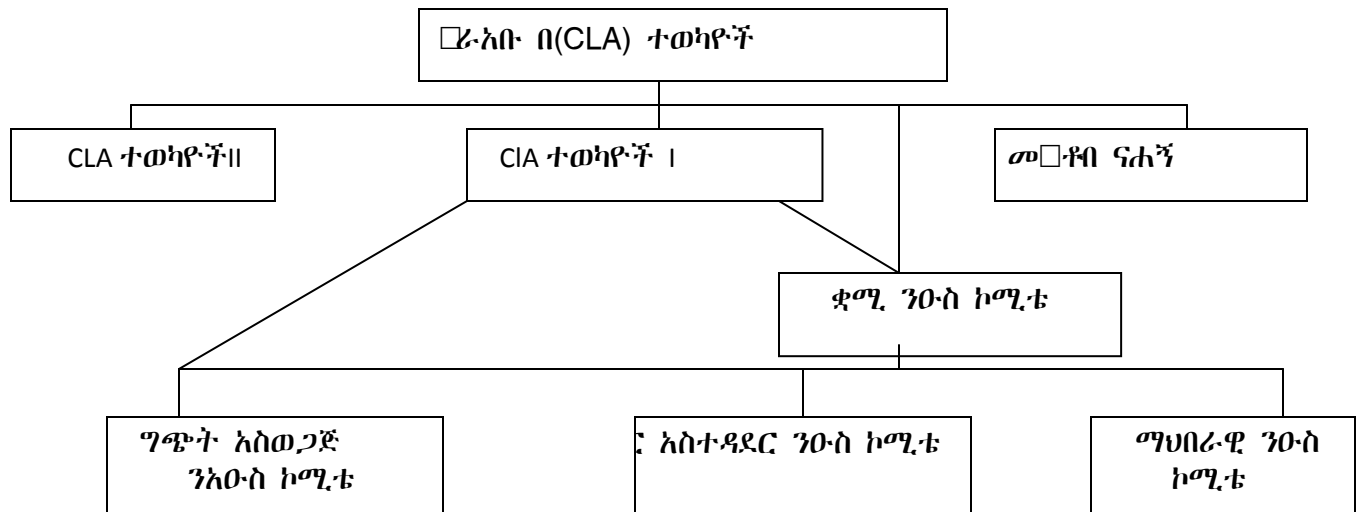 በ(CLA) ተወካዮች
CLA ተወካዮችII
ClA ተወካዮች I
ናሐኝ
ቋሚ ንዑስ ኮሚቴ
ግጭት አስወጋጅ
ንአዑስ ኮሚቴ
አስተዳደር ንዑስ ኮሚቴ
ማህበራዊ ንዑስ
ኮሚቴ